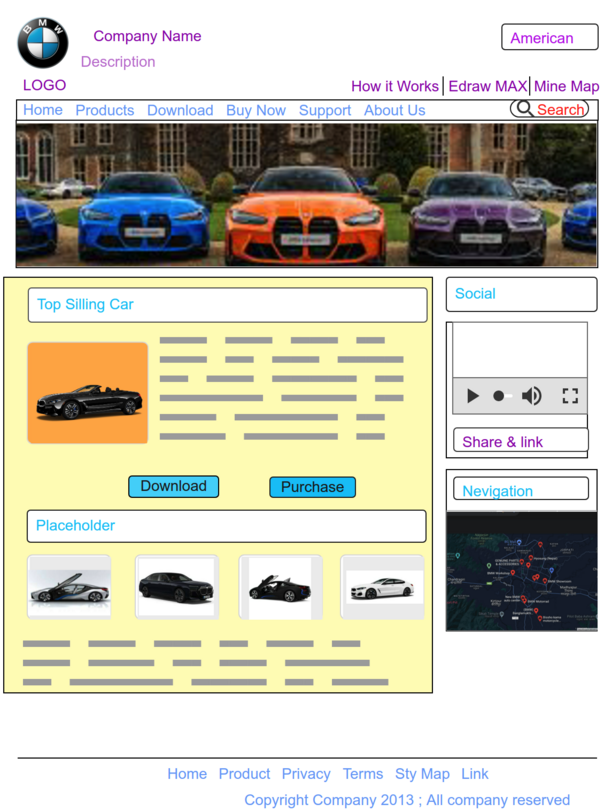 BMW
Company Name
American
Description
LOGO
How it Works Edraw MAX Mine Map
Home Products Download Buy Now Support About Us Search
Top Silling Car
Social
Share & link
Download Purchase
Navigation
Placeholder
Home Product Privacy Terms Sty Map Link
Copyright Company 2013 ; All company reserved